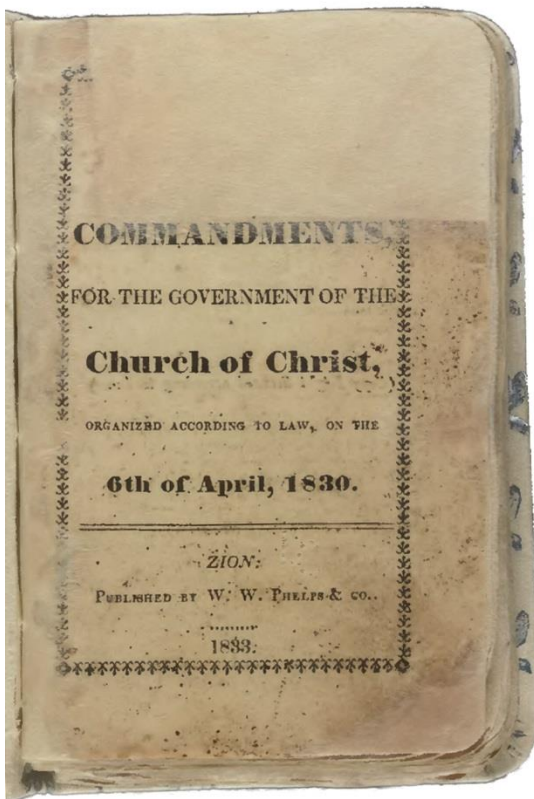 COMMANDMENTS,
FOR THE GOVERNMENT OF THE
Church of Christ,
ORGANIZED ACCORDING TO LAW, ON THE
6th of April, 1830.
ZION:
PUBLISHED BY W. W. PHELPS & CO.
1833.